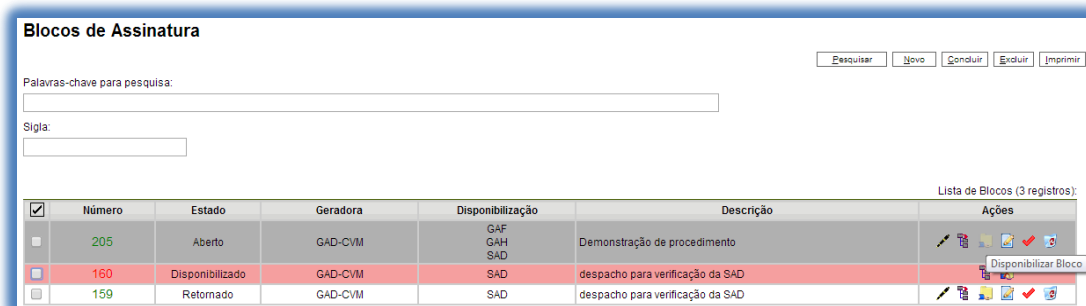 Blocos de Assinatura
Pesquisar Novo Concluir Excluir Imprimir
Palavras-chave para pesquisa:
Sigla:
Lista de Blocos (3 registros):
Número Estado Geradora Disponibilização Descrição Ações
205 Aberto GAD-CVM GAF GAH SAD Demonstração de procedimento
Disponibilizar Bloco
160 Disponibilizado GAD-CVM SAD despacho para verificação da SAD
159 Retornado GAD-CVM SAD despacho para verificação da SAD